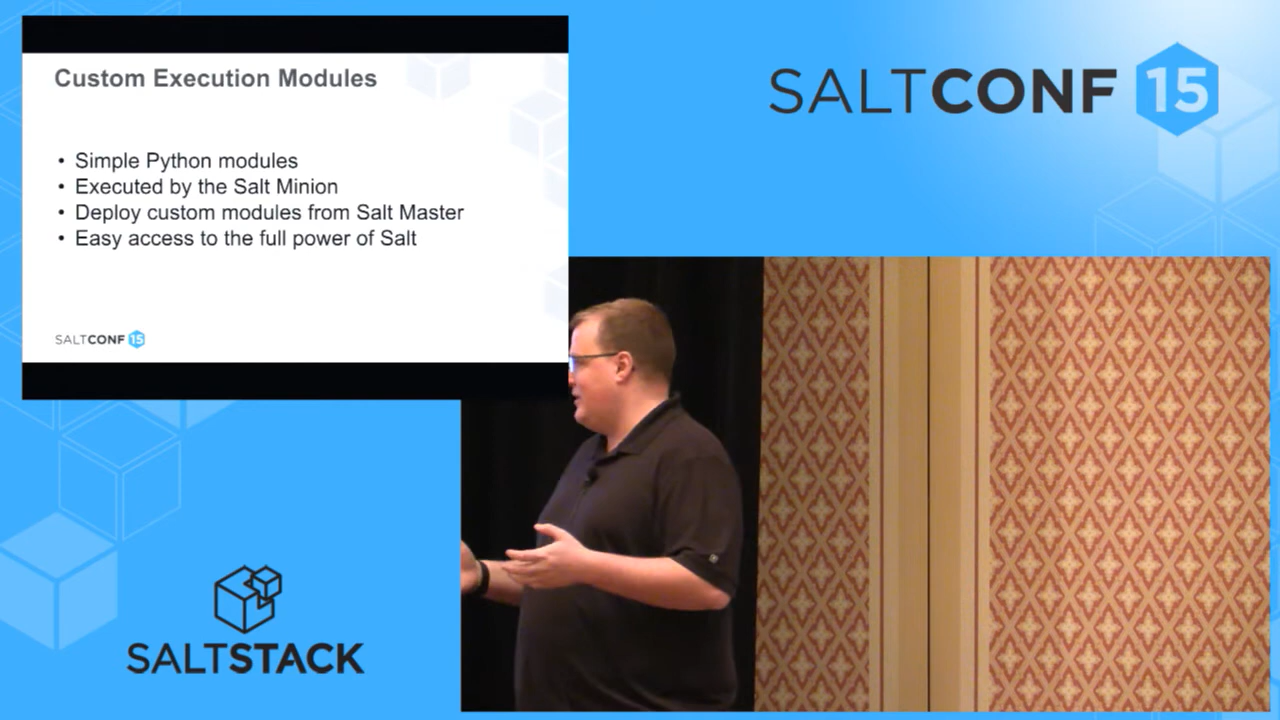 Custom Execution Modules
• Simple Python modules
• Executed by the Salt Minion
• Deploy custom modules from Salt Master
• Easy access to the full power of Salt
SALTCONF 15
SALTCONF 15
SALTSTACK